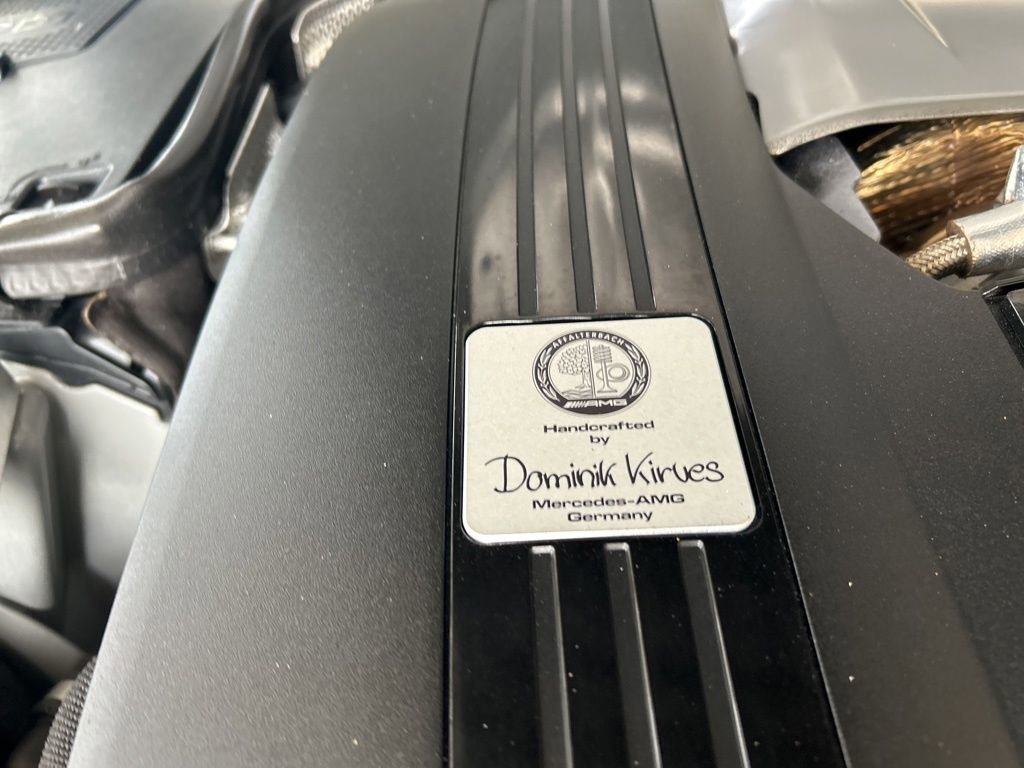 AFFALTERBACH
AMG
Handcrafted
by
Dominik Kirves
Mercedes-AMG
Germany